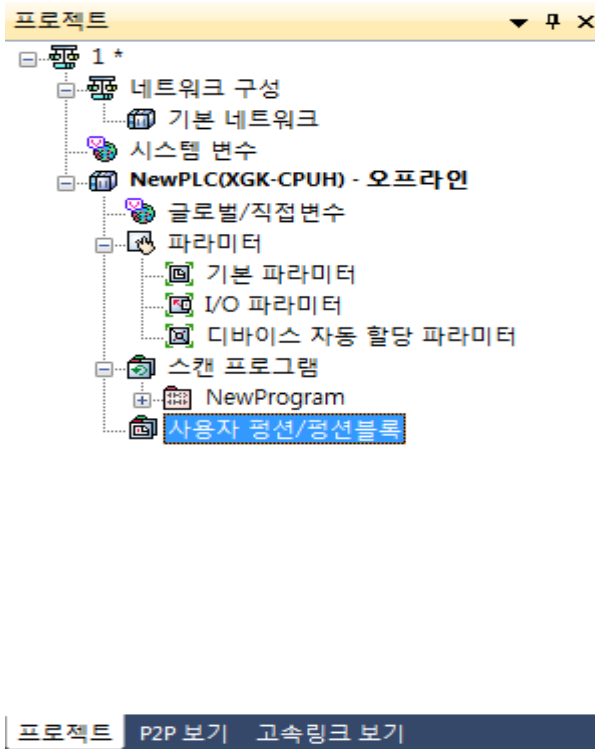 프로젝트
1 *
네트워크 구성
기본 네트워크
시스템 변수
NewPLC(XGK-CPUH) - 오프라인
글로벌/직접변수
파라미터
기본 파라미터
I/O 파라미터
디바이스 자동 할당 파라미터
스캔 프로그램
NewProgram
사용자 펑션/펑션블록
프로젝트 P2P 보기 고속링크 보기